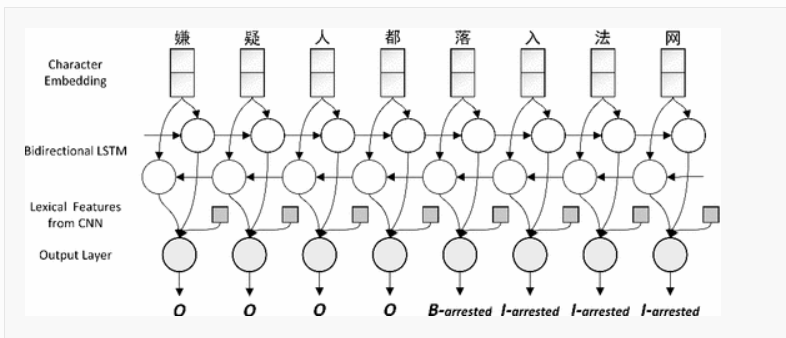 嫌 疑 人 都 落 入 法 网
Character
Embedding
Bidirectional LSTM
Lexical Features
from CNN
Output Layer
O O O O B-arrested I-arrested I-arrested I-arrested